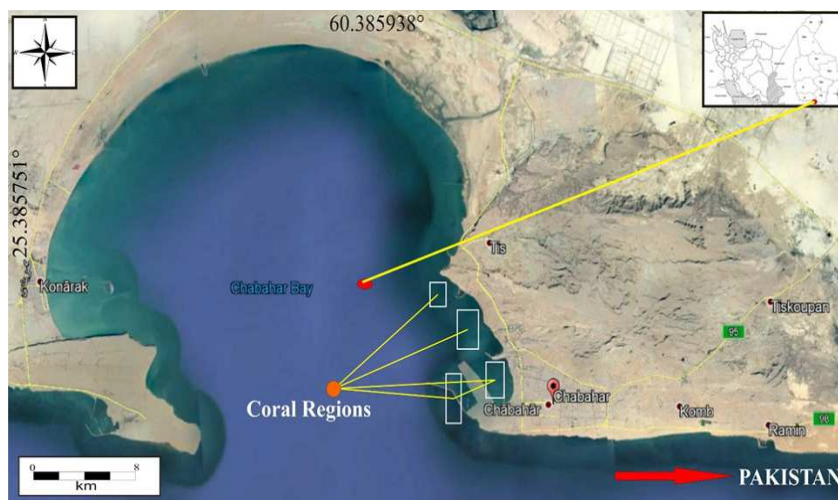 60.385938°
25.385751°
Tis
Konârak
Chabahar Bay
Tiskoupan
95
Coral Regions
Chabahar
Chābahār
Komb
98
Ramin
0 8
km
PAKISTAN